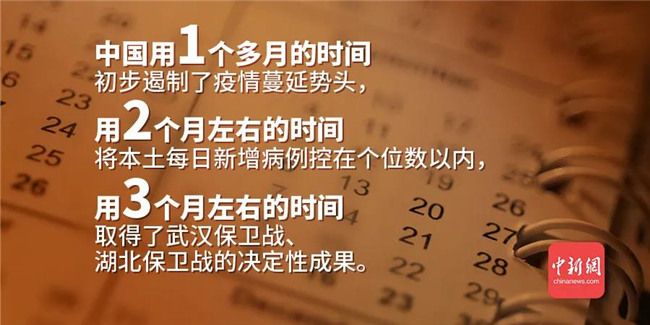 中国用1个多月的时间
初步遏制了疫情蔓延势头，
用2个月左右的时间
将本土每日新增病例控在个位数以内，
用3个月左右的时间
取得了武汉保卫战、
湖北保卫战的决定性成果。
中新網
chinanews.com